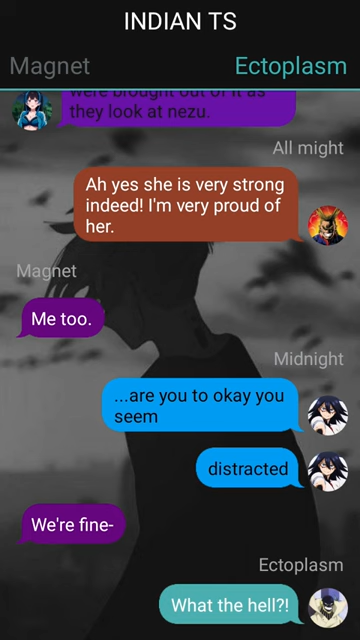 INDIAN TS
Magnet Ectoplasm
were brought out of it as
they look at nezu.
All might
Ah yes she is very strong
indeed! I'm very proud of
her.
Magnet
Me too.
Midnight
...are you to okay you
seem
distracted
We're fine-
Ectoplasm
What the hell?!